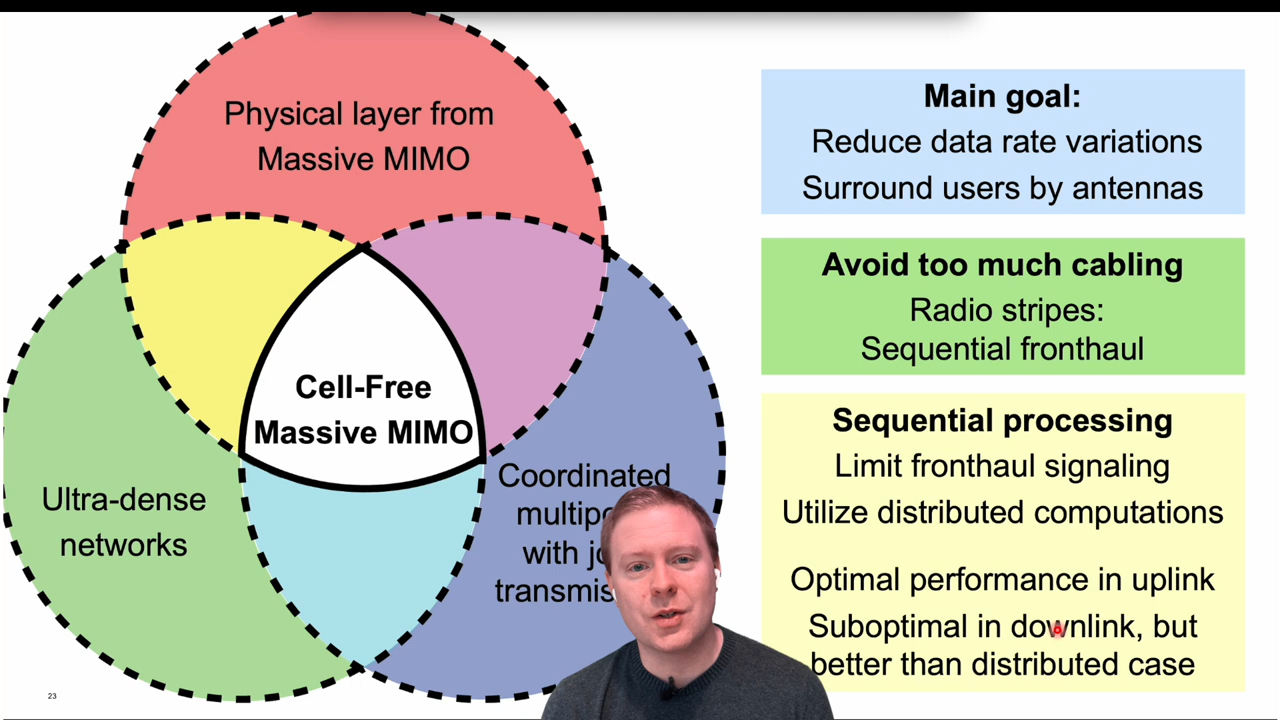 Physical layer from
Massive MIMO
Cell-Free
Massive MIMO
Ultra-dense
networks
Coordinated
with
Main goal:
Reduce data rate variations
Surround users by antennas
Avoid too much cabling
Radio stripes:
Sequential fronthaul
Sequential processing
Limit fronthaul signaling
Utilize distributed computations
Optimal performance in uplink
Suboptimal in downlink, but
better than distributed case
23